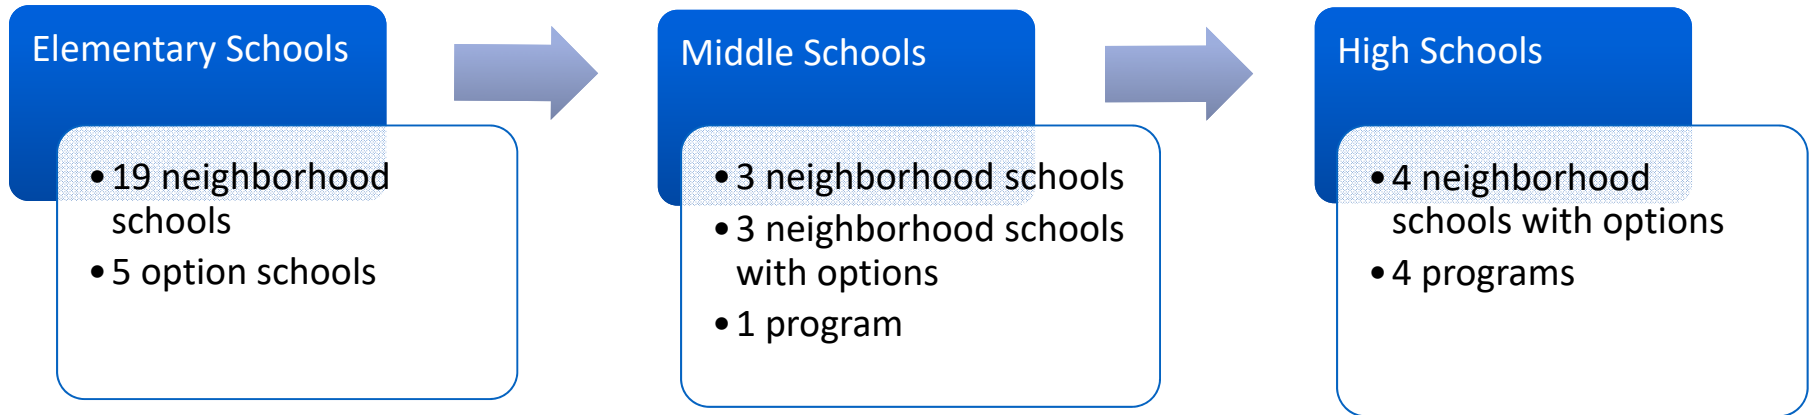 Elementary Schools
• 19 neighborhood
schools
• 5 option schools
Middle Schools
• 3 neighborhood schools
• 3 neighborhood schools
with options
• 1 program
High Schools
• 4 neighborhood
schools with options
• 4 programs